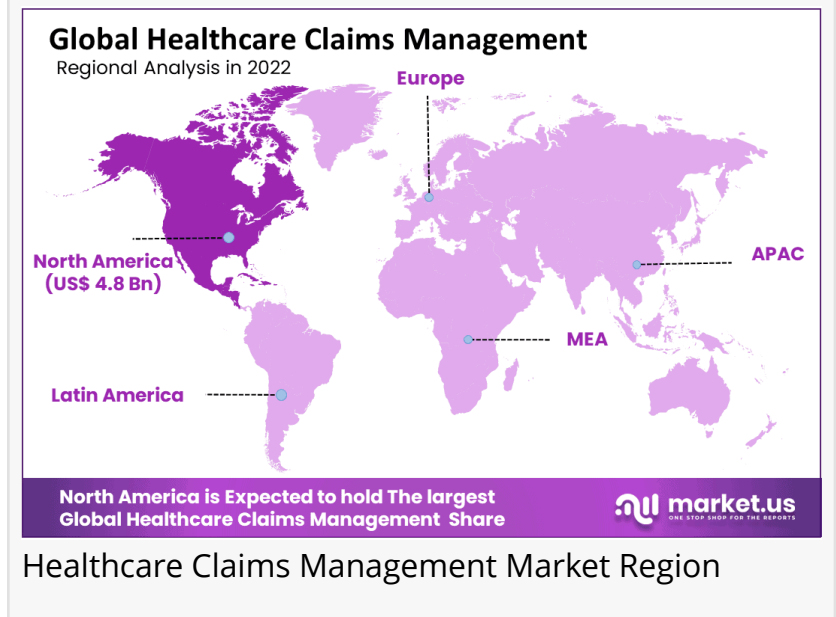 Global Healthcare Claims Management
Regional Analysis in 2022
Europe
North America
(US$ 4.8 Bn)
APAC
MEA
Latin America
North America is Expected to hold The largest
Global Healthcare Claims Management Share
market.us
ONE STOP SHOP FOR THE REPORTS
Healthcare Claims Management Market Region